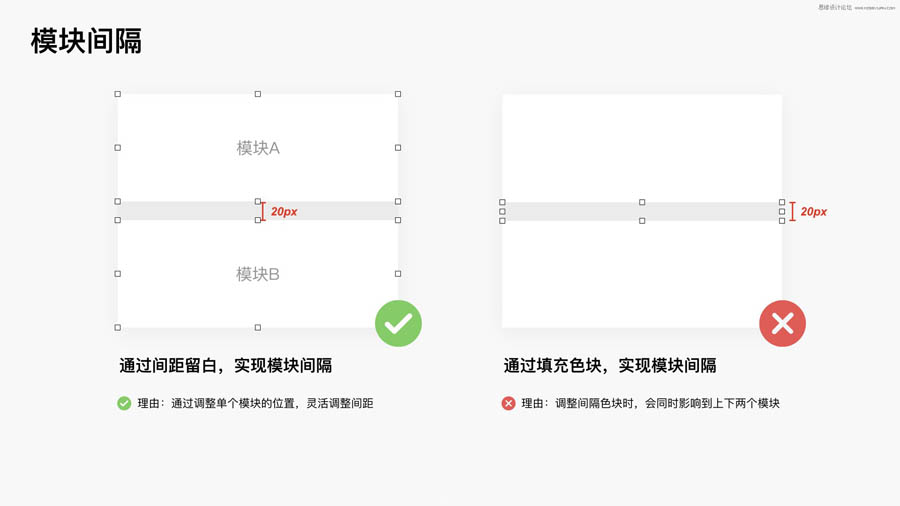 思缘设计论坛 WWW.MISSYUAN.COM
模块间隔
模块A
20px
模块B
通过间距留白，实现模块间隔
理由：通过调整单个模块的位置，灵活调整间距
20px
通过填充色块，实现模块间隔
理由：调整间隔色块时，会同时影响到上下两个模块